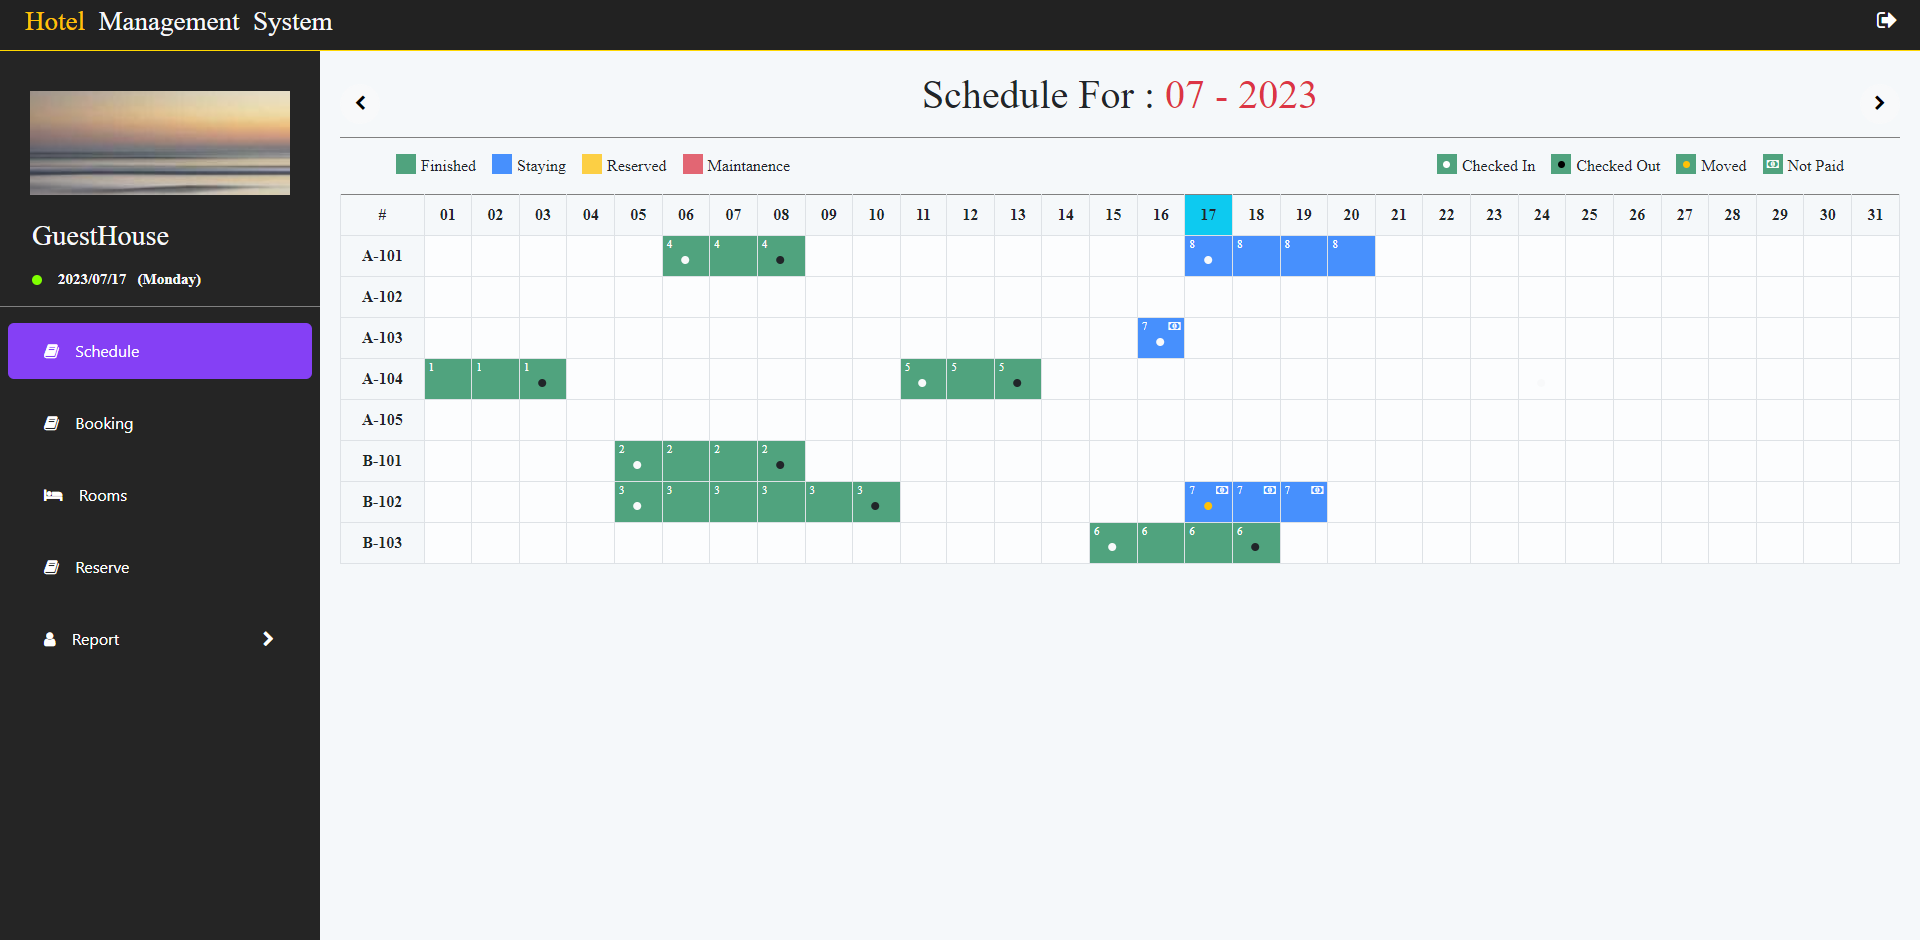 Hotel Management System
Schedule For : 07 - 2023
Finished Staying Reserved Maintanence Checked In Checked Out Moved Not Paid
GuestHouse
2023/07/17 (Monday)
Schedule
Booking
Rooms
Reserve
Report
# 01 02 03 04 05 06 07 08 09 10 11 12 13 14 15 16 17 18 19 20 21 22 23 24 25 26 27 28 29 30 31
A-101 4 4 4 8 8 8 8
A-102
A-103 7
A-104 1 1 1 5 5 5
A-105
B-101 2 2 2 2
B-102 3 3 3 3 3 3 7 7 7
B-103 6 6 6 6